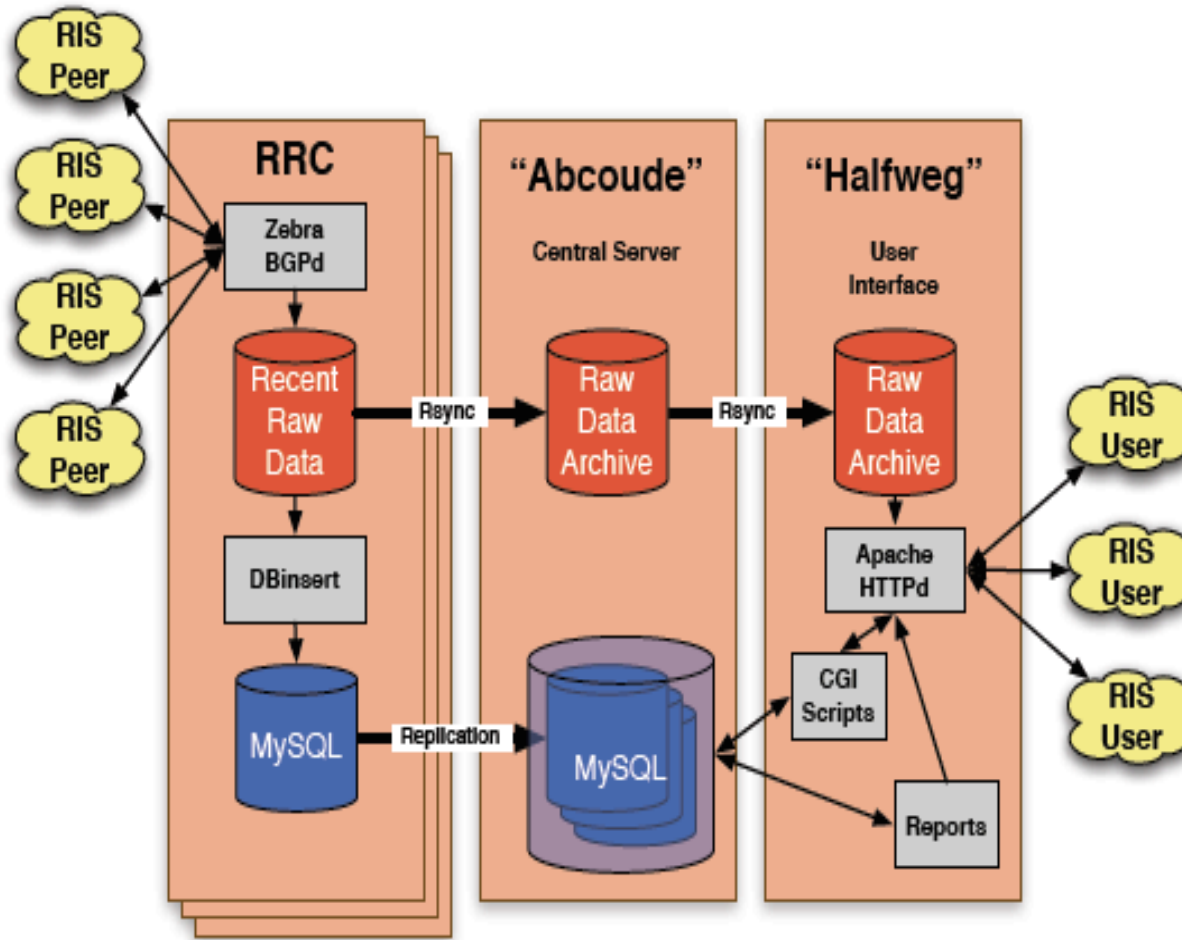 RIS
Peer
RIS
Peer
RIS
Peer
RIS
Peer
RRC
Zebra
BGPd
Recent
Raw
Data
DBinsert
MySQL
Rsync
Replication
“Abcoude”
Central Server
Raw
Data
Archive
MySQL
Rsync
“Halfweg”
User
Interface
Raw
Data
Archive
Apache
HTTPd
CGI
Scripts
Reports
RIS
User
RIS
User
RIS
User